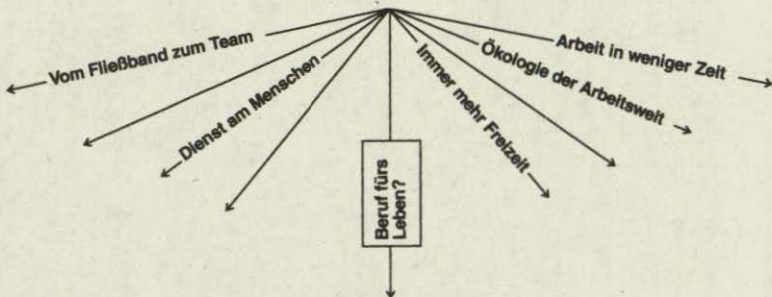 Vom Fließband zum Team
Dienst am Menschen
Beruf fürs
Leben?
Immer mehr Freizeit
Ökologie der Arbeitswelt
Arbeit in weniger Zeit